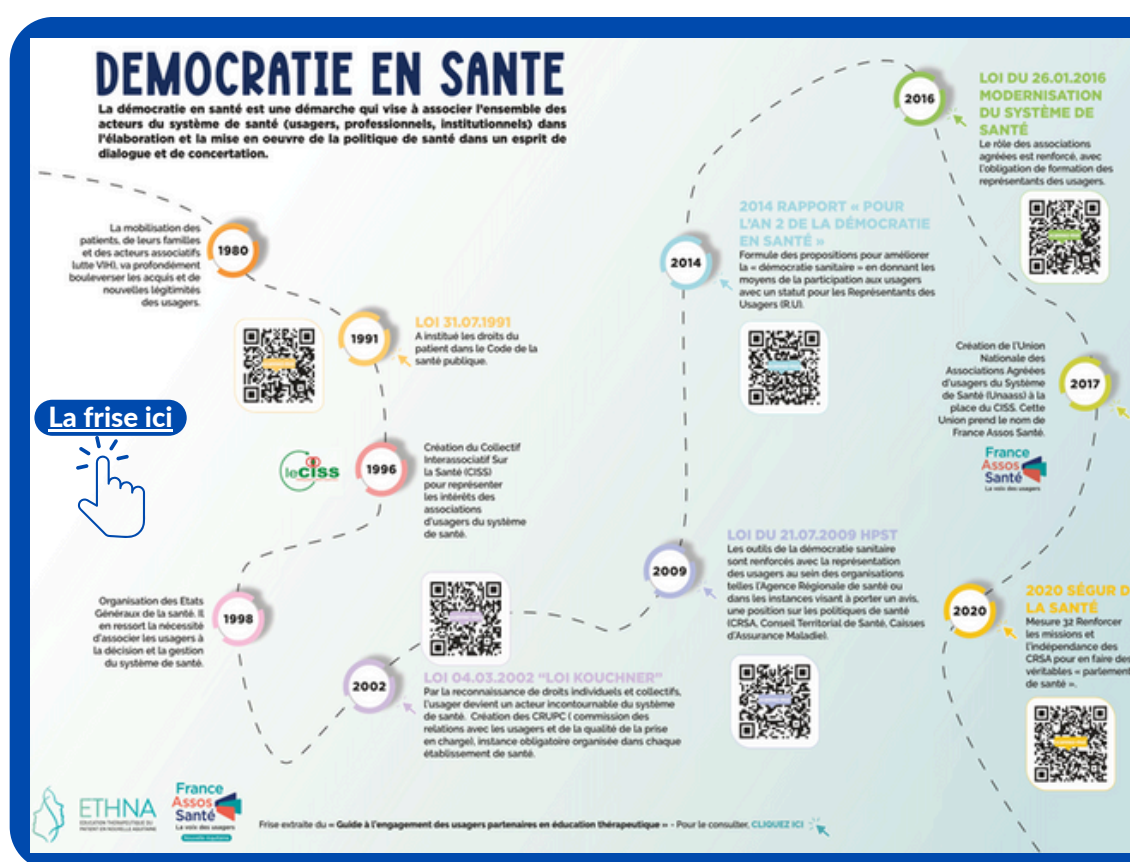 DEMOCRATIE EN SANTE
La démocratie en santé est une démarche qui vise à associer l'ensemble des
acteurs du système de santé (usagers, professionnels, institutionnels) dans
l'élaboration et la mise en oeuvre de la politique de santé dans un esprit de
dialogue et de concertation.
1980
La mobilisation des
patients, de leurs familles
et des acteurs associatifs
lutte VIH), va profondément
bouleverser les acquis et de
nouvelles légitimités
des usagers.
1991
LOI 31.07.1991
A institué les droits du
patient dans le Code de la
santé publique.
La frise ici
leCISS
1996
Création du Collectif
Interassociatif Sur
la Santé (CISS)
pour représenter
les intérêts des
associations
d'usagers du système
de santé.
1998
Organisation des Etats
Généraux de la santé. Il
en ressort la nécessité
d'associer les usagers à
la décision et la gestion
du système de santé.
2002
LOI 04.03.2002 "LOI KOUCHNER"
Par la reconnaissance de droits individuels et collectifs,
l'usager devient un acteur incontournable du système
de santé. Création des CRUPC ( commission des
relations avec les usagers et de la qualité de la prise
en charge), instance obligatoire organisée dans chaque
établissement de santé.
2009
LOI DU 21.07.2009 HPST
Les outils de la démocratie sanitaire
sont renforcés avec la représentation
des usagers au sein des organisations
telles l'Agence Régionale de santé ou
dans les instances visant à porter un avis,
une position sur les politiques de santé
(CRSA, Conseil Territorial de Santé, Caisses
d'Assurance Maladie).
2014
2014 RAPPORT « POUR
L'AN 2 DE LA DÉMOCRATIE
EN SANTÉ »
Formule des propositions pour améliorer
la « démocratie sanitaire » en donnant les
moyens de la participation aux usagers
avec un statut pour les Représentants des
Usagers (R.U).
2016
LOI DU 26.01.2016
MODERNISATION
DU SYSTÈME DE
SANTÉ
Le rôle des associations
agréées est renforcé, avec
l'obligation de formation des
représentants des usagers.
2017
Création de l'Union
Nationale des
Associations Agréées
d'usagers du Système
de Santé (Unaass) à la
place du CISS. Cette
Union prend le nom de
France Assos Santé.
France
Assos
Santé
La voix des usagers
2020
2020 SÉGUR D
LA SANTÉ
Mesure 32 Renforcer
les missions et
l'indépendance des
CRSA pour en faire des
véritables « parlement
de santé ».
ETHNA
EDUCATION THÉRAPEUTIQUE DU
PATIENT EN NOUVELLE AQUITAINE
France
Assos
Santé
La voix des usagers
Nouvelle-Aquitaine
Frise extraite du « Guide à l'engagement des usagers partenaires en éducation thérapeutique » - Pour le consulter, CLIQUEZ ICI